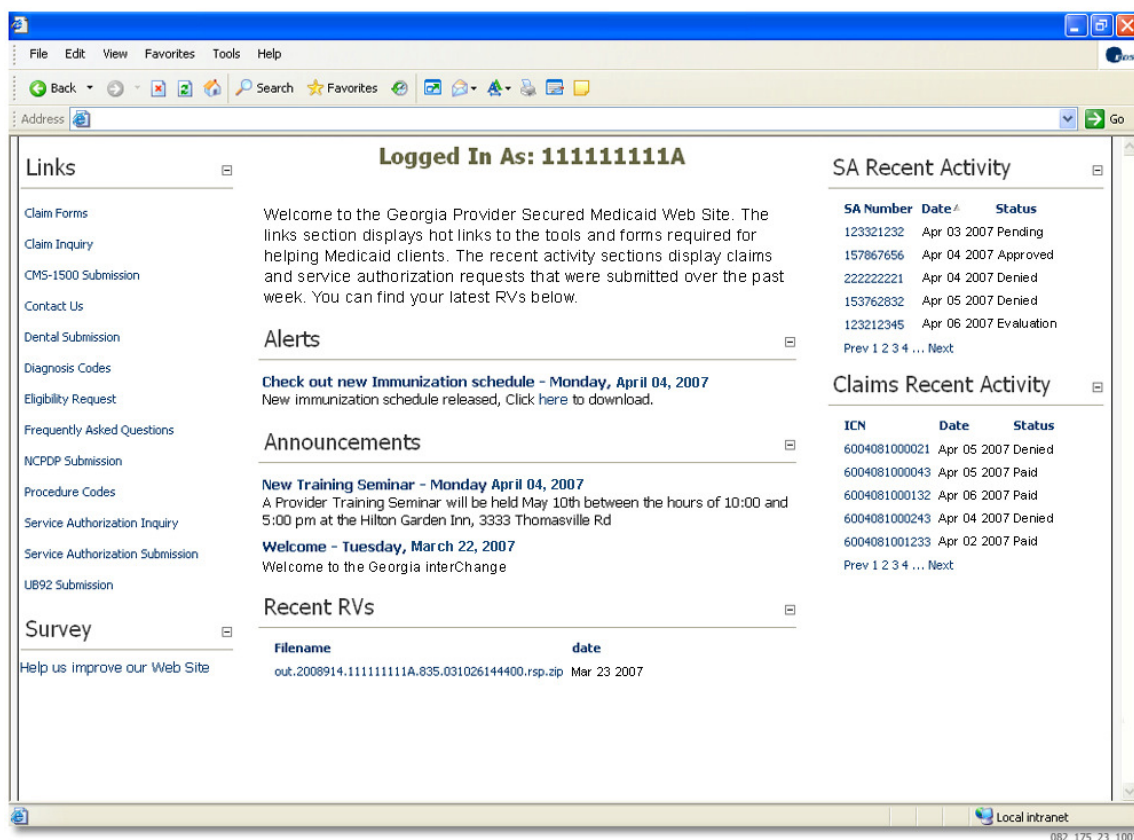 File Edit View Favorites Tools Help
Back Search Favorites
Address Go
Links
Claim Forms
Claim Inquiry
CMS-1500 Submission
Contact Us
Dental Submission
Diagnosis Codes
Eligibility Request
Frequently Asked Questions
NCPDP Submission
Procedure Codes
Service Authorization Inquiry
Service Authorization Submission
UB92 Submission
Survey
Help us improve our Web Site
Logged In As: 111111111A
Welcome to the Georgia Provider Secured Medicaid Web Site. The
links section displays hot links to the tools and forms required for
helping Medicaid clients. The recent activity sections display claims
and service authorization requests that were submitted over the past
week. You can find your latest RVs below.
Alerts
Check out new Immunization schedule - Monday, April 04, 2007
New immunization schedule released, Click here to download.
Announcements
New Training Seminar - Monday April 04, 2007
A Provider Training Seminar will be held May 10th between the hours of 10:00 and
5:00 pm at the Hilton Garden Inn, 3333 Thomasville Rd
Welcome - Tuesday, March 22, 2007
Welcome to the Georgia interChange
Recent RVs
Filename date
out.2008914.111111111A.835.031026144400.rsp.zip Mar 23 2007
SA Recent Activity
SA Number Date Status
123321232 Apr 03 2007 Pending
157867656 Apr 04 2007 Approved
222222221 Apr 04 2007 Denied
153762832 Apr 05 2007 Denied
123212345 Apr 06 2007 Evaluation
Prev 1 2 3 4 ... Next
Claims Recent Activity
ICN Date Status
6004081000021 Apr 05 2007 Denied
6004081000043 Apr 05 2007 Paid
6004081000132 Apr 06 2007 Paid
6004081000243 Apr 04 2007 Denied
6004081001233 Apr 02 2007 Paid
Prev 1 2 3 4 ... Next
Local intranet